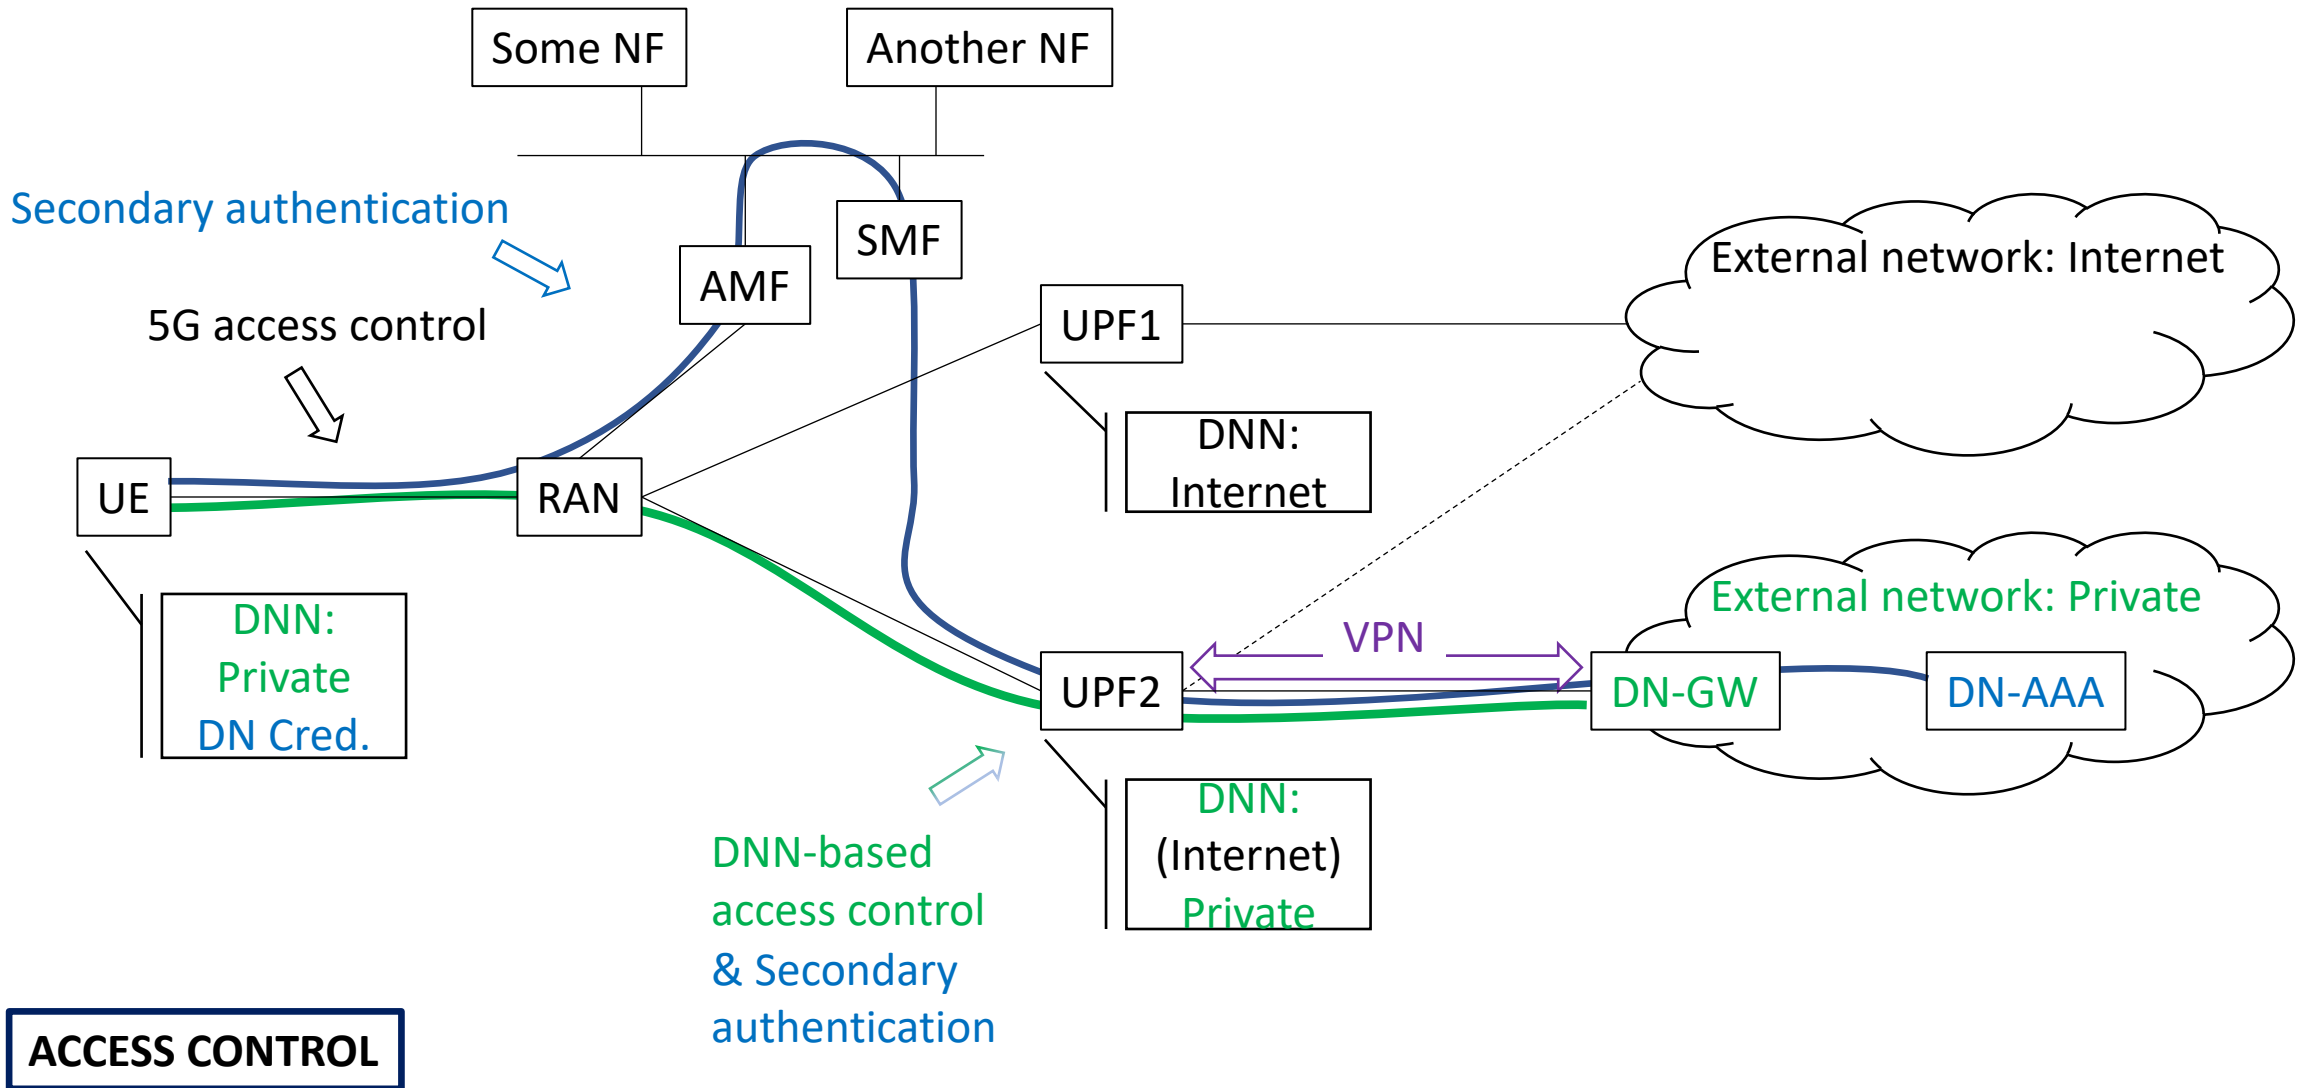 Some NF
Another NF
Secondary authentication
SMF
External network: Internet
AMF
5G access control
UPF1
DNN:
Internet
UE
RAN
DNN:
Private
DN Cred.
External network: Private
VPN
UPF2
DN-GW
DN-AAA
DNN:
(Internet)
Private
DNN-based
access control
& Secondary
authentication
ACCESS CONTROL